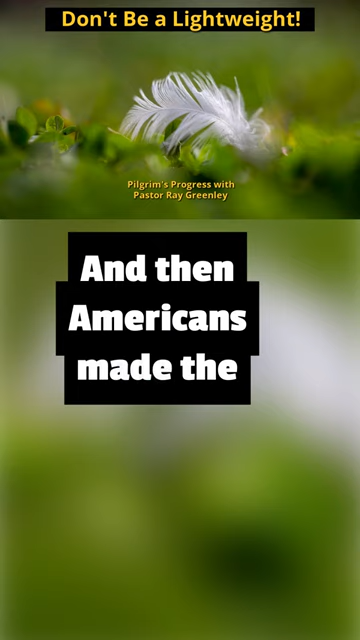 Don't Be a Lightweight!
Pilgrim's Progress with
Pastor Ray Greenley
And then
Americans
made the